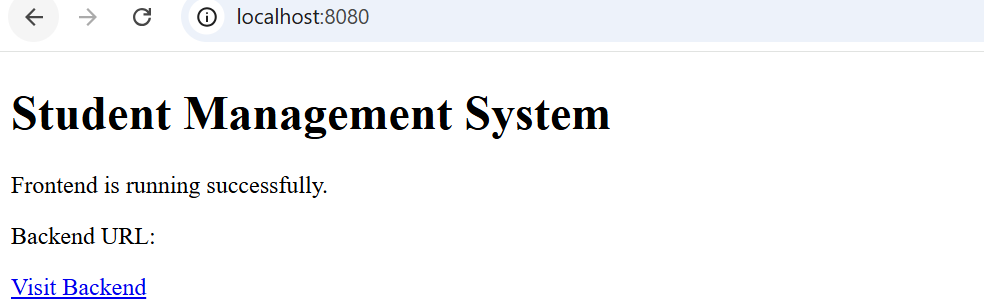 localhost:8080
Student Management System
Frontend is running successfully.
Backend URL:
Visit Backend